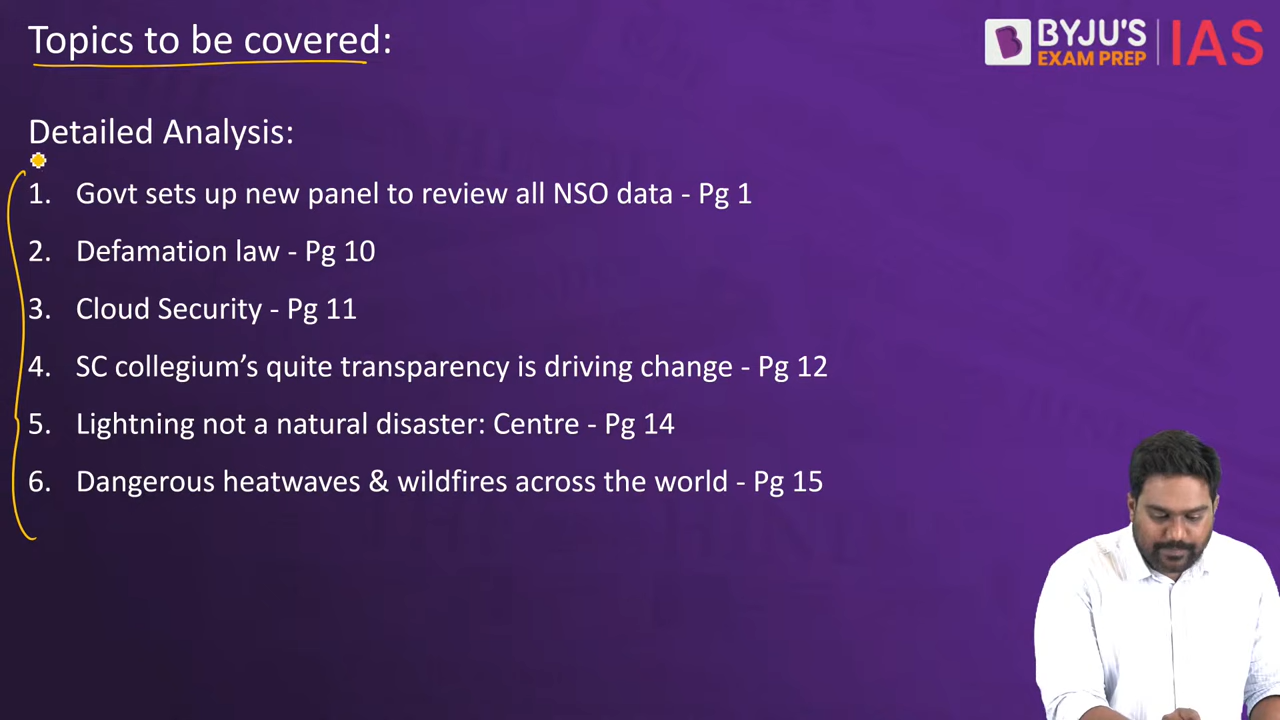 Topics to be covered:
BYJU'S
EXAM PREP
IAS
Detailed Analysis:
1. Govt sets up new panel to review all NSO data - Pg 1
2. Defamation law - Pg 10
3. Cloud Security - Pg 11
4. SC collegium’s quite transparency is driving change - Pg 12
5. Lightning not a natural disaster: Centre - Pg 14
6. Dangerous heatwaves & wildfires across the world - Pg 15